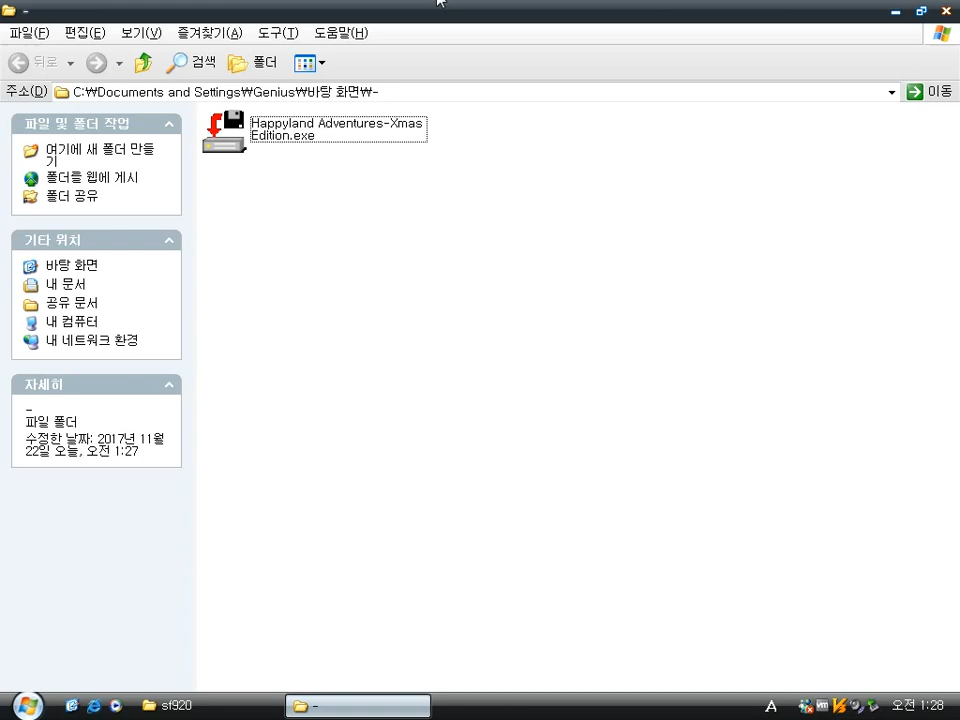 -
파일(F) 편집(E) 보기(V) 즐겨찾기(A) 도구(T) 도움말(H)
뒤로 검색 폴더
주소(D) C:₩Documents and Settings₩Genius₩바탕 화면₩- 이동
파일 및 폴더 작업
여기에 새 폴더 만들
기
폴더를 웹에 게시
폴더 공유
기타 위치
바탕 화면
내 문서
공유 문서
내 컴퓨터
내 네트워크 환경
자세히
-
파일 폴더
수정한 날짜: 2017년 11월
22일 오늘, 오전 1:27
Happyland Adventures-Xmas
Edition.exe
sf920 - A vm 오전 1:28